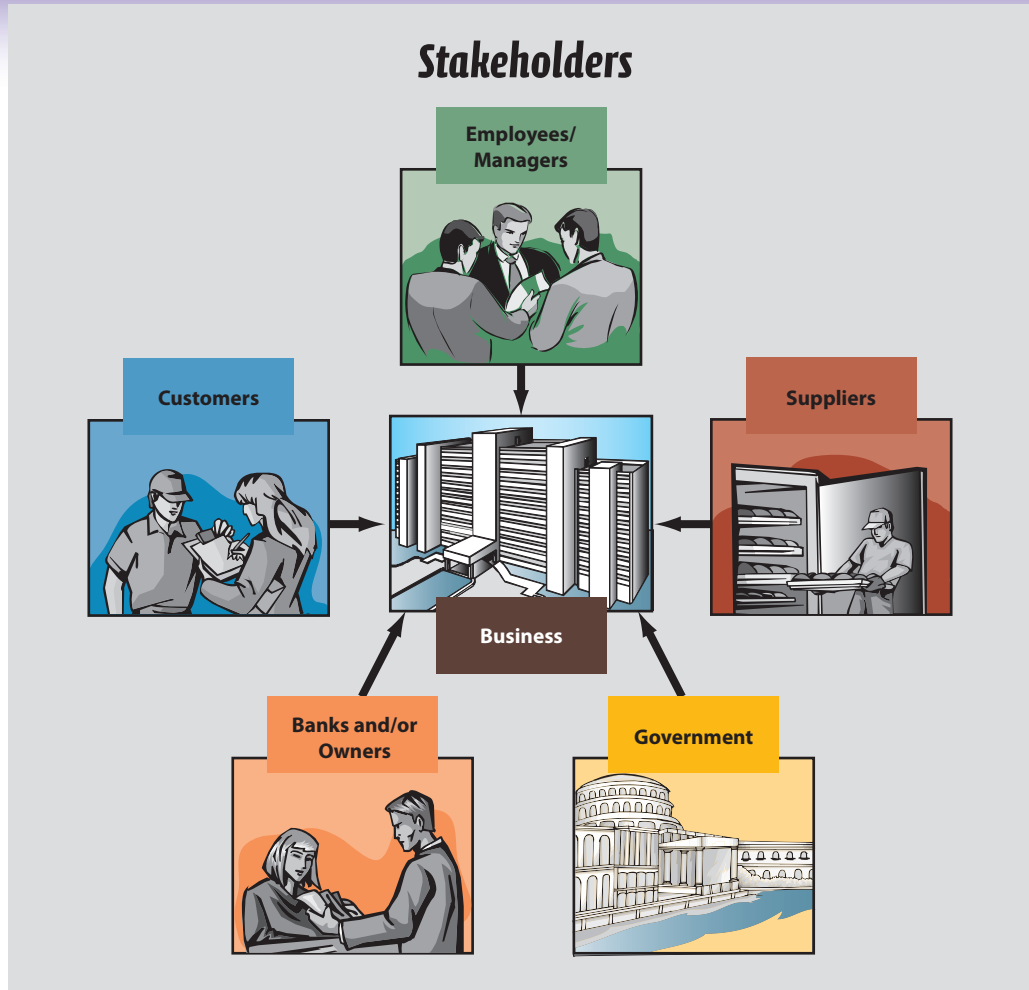 Stakeholders
Employees/
Managers
Customers
Suppliers
Business
Banks and/or
Owners
Government